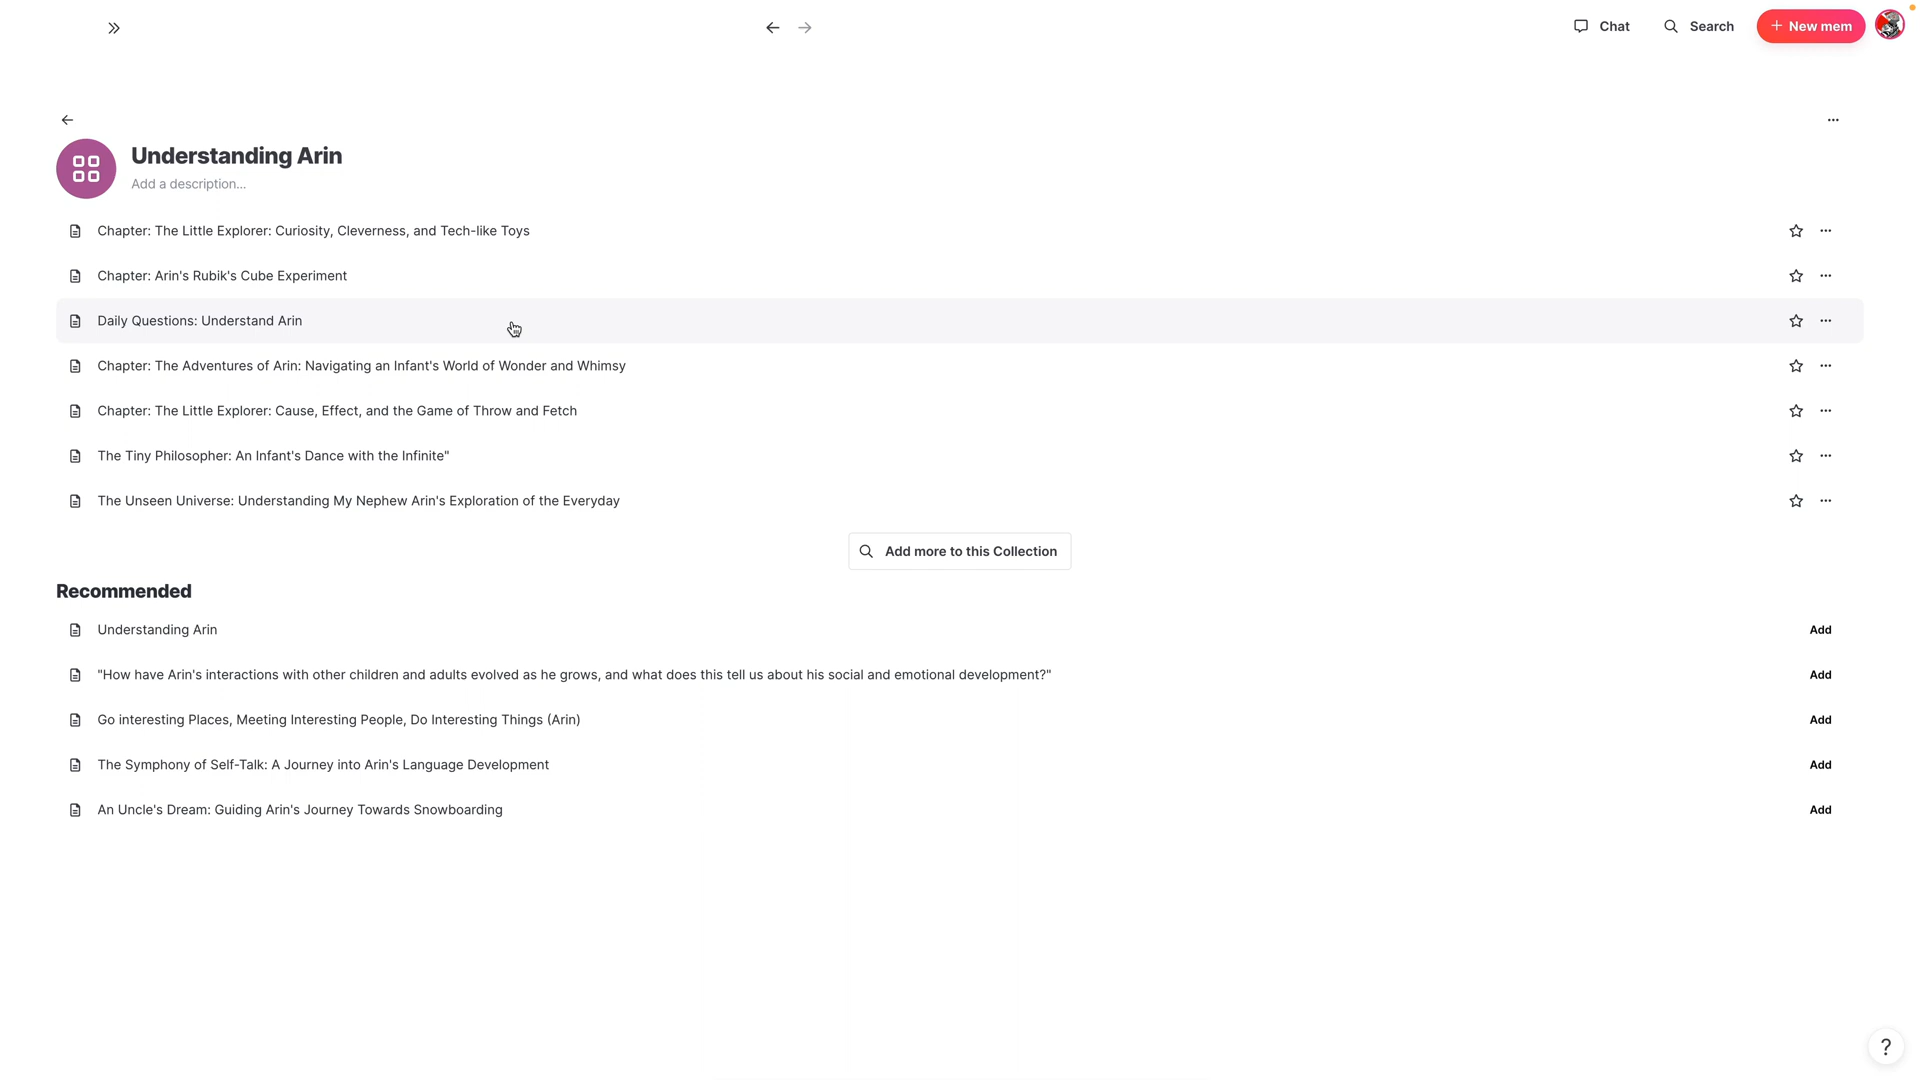 Chat
Search
+ New mem
Understanding Arin
Add a description...
Chapter: The Little Explorer: Curiosity, Cleverness, and Tech-like Toys
Chapter: Arin's Rubik's Cube Experiment
Daily Questions: Understand Arin
Chapter: The Adventures of Arin: Navigating an Infant's World of Wonder and Whimsy
Chapter: The Little Explorer: Cause, Effect, and the Game of Throw and Fetch
The Tiny Philosopher: An Infant's Dance with the Infinite"
The Unseen Universe: Understanding My Nephew Arin's Exploration of the Everyday
Add more to this Collection
Recommended
Understanding Arin Add
"How have Arin's interactions with other children and adults evolved as he grows, and what does this tell us about his social and emotional development?" Add
Go interesting Places, Meeting Interesting People, Do Interesting Things (Arin) Add
The Symphony of Self-Talk: A Journey into Arin's Language Development Add
An Uncle's Dream: Guiding Arin's Journey Towards Snowboarding Add
?